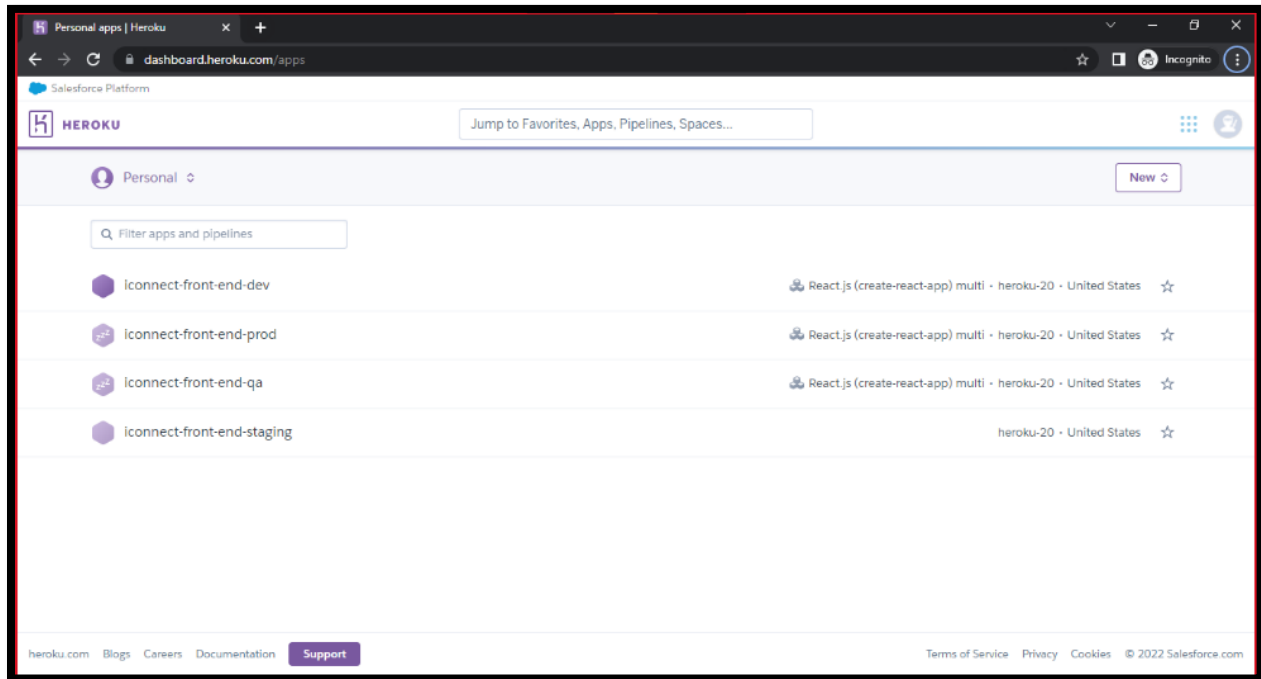 Personal apps | Heroku
dashboard.heroku.com/apps
Incognito
Salesforce Platform
HEROKU
Jump to Favorites, Apps, Pipelines, Spaces...
Personal
New
Filter apps and pipelines
iconnect-front-end-dev
React.js (create-react-app) multi · heroku-20 · United States
iconnect-front-end-prod
React.js (create-react-app) multi · heroku-20 · United States
iconnect-front-end-qa
React.js (create-react-app) multi · heroku-20 · United States
iconnect-front-end-staging
heroku-20 · United States
heroku.com Blogs Careers Documentation Support
Terms of Service Privacy Cookies © 2022 Salesforce.com